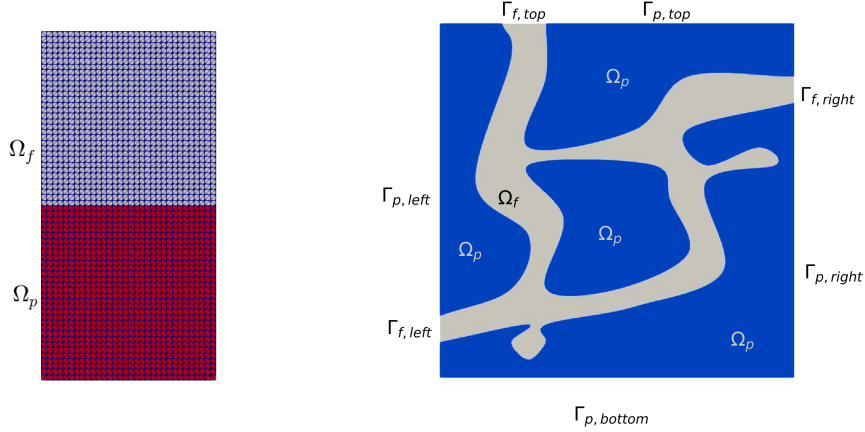 Γf, top
Γp, top
Ωp
Γf, right
Ωf
Γp, left
Ωf
Ωp
Ωp
Γp, right
Ωp
Γf, left
Ωp
Γp, bottom